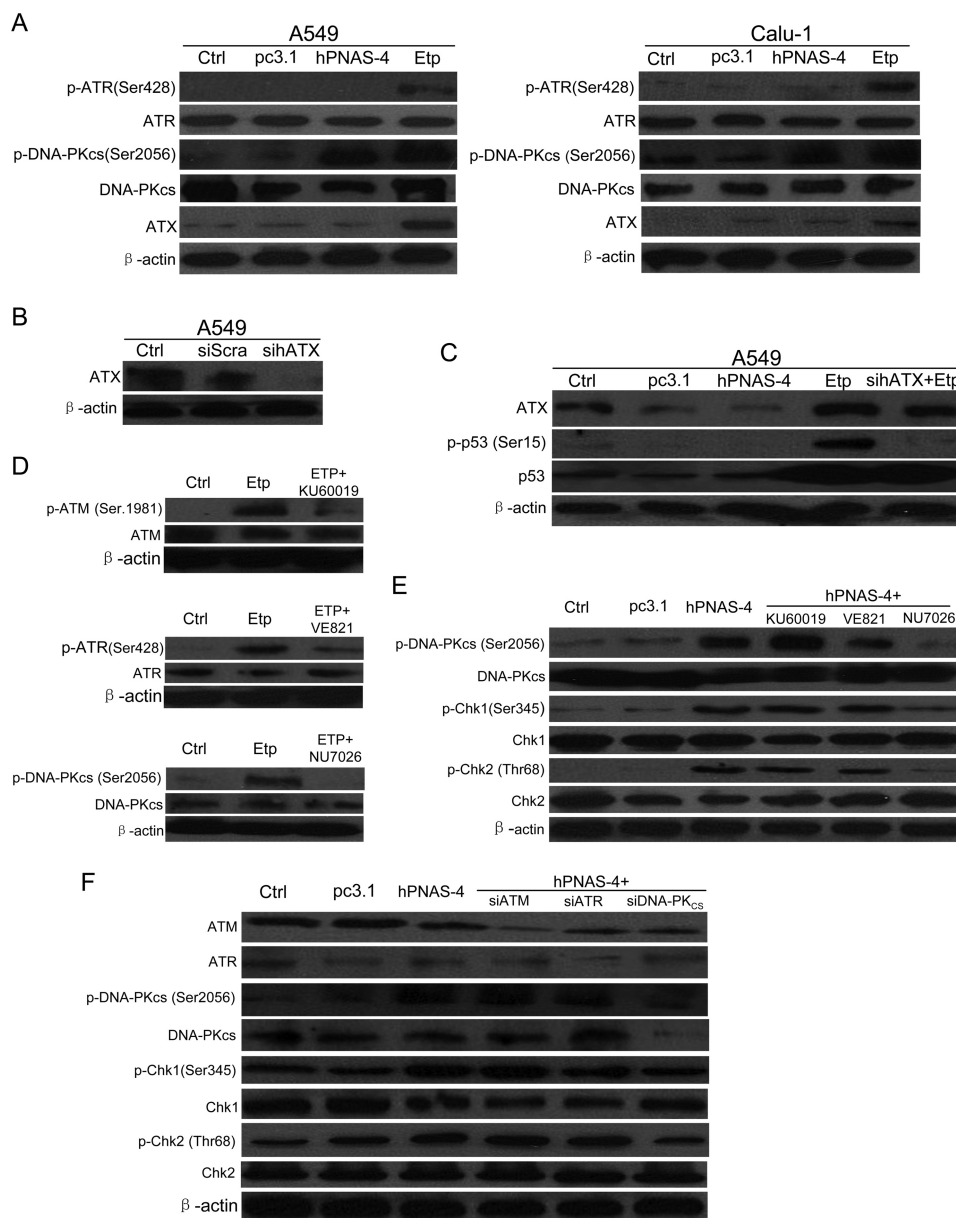 A
A549
Ctrl pc3.1 hPNAS-4 Etp
p-ATR(Ser428)
ATR
p-DNA-PKcs(Ser2056)
DNA-PKcs
ATX
β-actin
Calu-1
Ctrl pc3.1 hPNAS-4 Etp
p-ATR(Ser428)
ATR
p-DNA-PKcs (Ser2056)
DNA-PKcs
ATX
β-actin
B
A549
Ctrl siScra sihATX
ATX
β-actin
C
A549
Ctrl pc3.1 hPNAS-4 Etp sihATX+Etp
ATX
p-p53 (Ser15)
p53
β-actin
D
Ctrl Etp ETP+
KU60019
p-ATM (Ser.1981)
ATM
β-actin
Ctrl Etp ETP+
VE821
p-ATR(Ser428)
ATR
β-actin
Ctrl Etp ETP+
NU7026
p-DNA-PKcs (Ser2056)
DNA-PKcs
β-actin
E
hPNAS-4+
Ctrl pc3.1 hPNAS-4 KU60019 VE821 NU7026
p-DNA-PKcs (Ser2056)
DNA-PKcs
p-Chk1(Ser345)
Chk1
p-Chk2 (Thr68)
Chk2
β-actin
F
hPNAS-4+
Ctrl pc3.1 hPNAS-4 siATM siATR siDNA-PKcs
ATM
ATR
p-DNA-PKcs (Ser2056)
DNA-PKcs
p-Chk1(Ser345)
Chk1
p-Chk2 (Thr68)
Chk2
β-actin